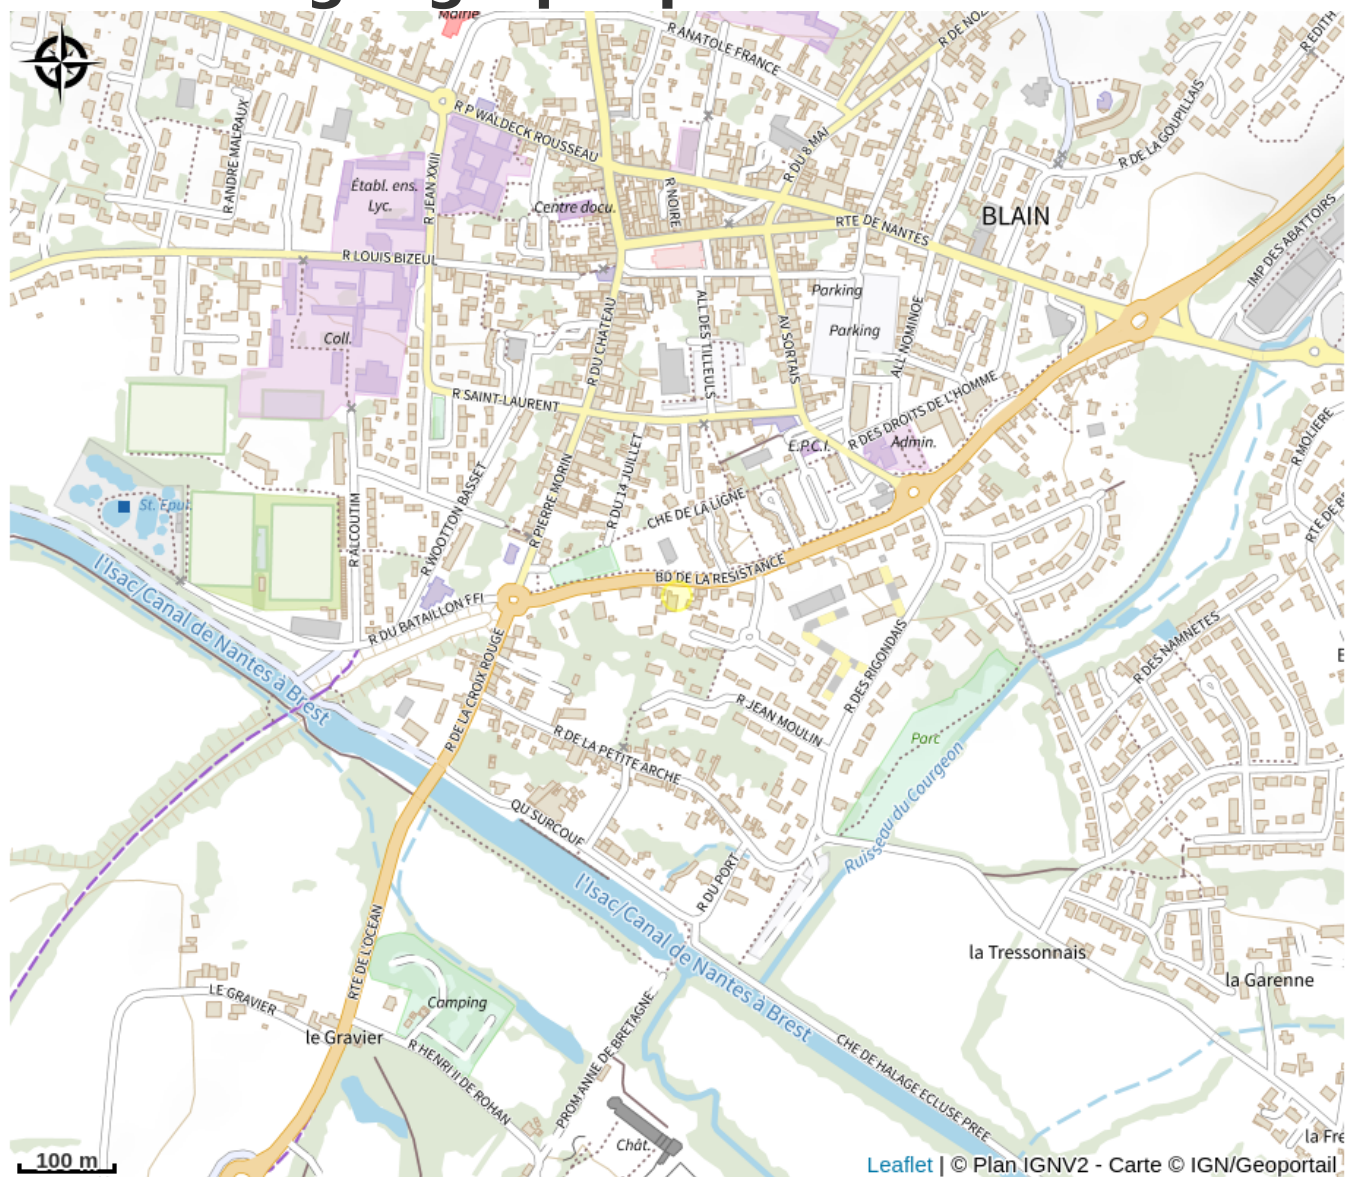 Mairie
R ANATOLE FRANCE
R DE NOZ
R EDITH
R ANDRE MALRAUX
R P WALDECK ROUSSEAU
R DU 8 MAI
R DE LA GOUPILLAIS
Établ. ens.
Lyc.
R JEAN XXIII
Centre docu.
R NOIRE
RTE DE NANTES
BLAIN
IMP DES ABATTOIRS
R LOUIS BIZEUL
Parking
Parking
Coll.
R DU CHATEAU
ALL DES TILLEULS
AV SORTAIS
ALL NOMINOE
R SAINT-LAURENT
R DES DROITS DE L'HOMME
E.P.C.I.
Admin.
R MOLIERE
R PIERRE MORIN
R DU 14 JUILLET
R WOOTTON BASSET
CHE DE LA LIGNE
St. Epur.
R ALCOUTIM
RTE DE B
BD DE LA RESISTANCE
l'Isac/Canal de Nantes à Brest
R DU BATAILLON FFI
R DE LA CROIX ROUGE
R DES RIGONDAIS
R DES NAMNETES
R JEAN MOULIN
R DE LA PETITE ARCHE
Parc
Ruisseau du Courgeon
QU SURCOUF
R DU PORT
l'Isac/Canal de Nantes à Brest
RTE DE L'OCEAN
la Tressonnais
la Garenne
LE GRAVIER
Camping
le Gravier
R HENRI II DE ROHAN
PROM ANNE DE BRETAGNE
CHE DE HALAGE ECLUSE PREE
Chât.
la Fre
100 m
Leaflet | © Plan IGNV2 - Carte © IGN/Geoportail